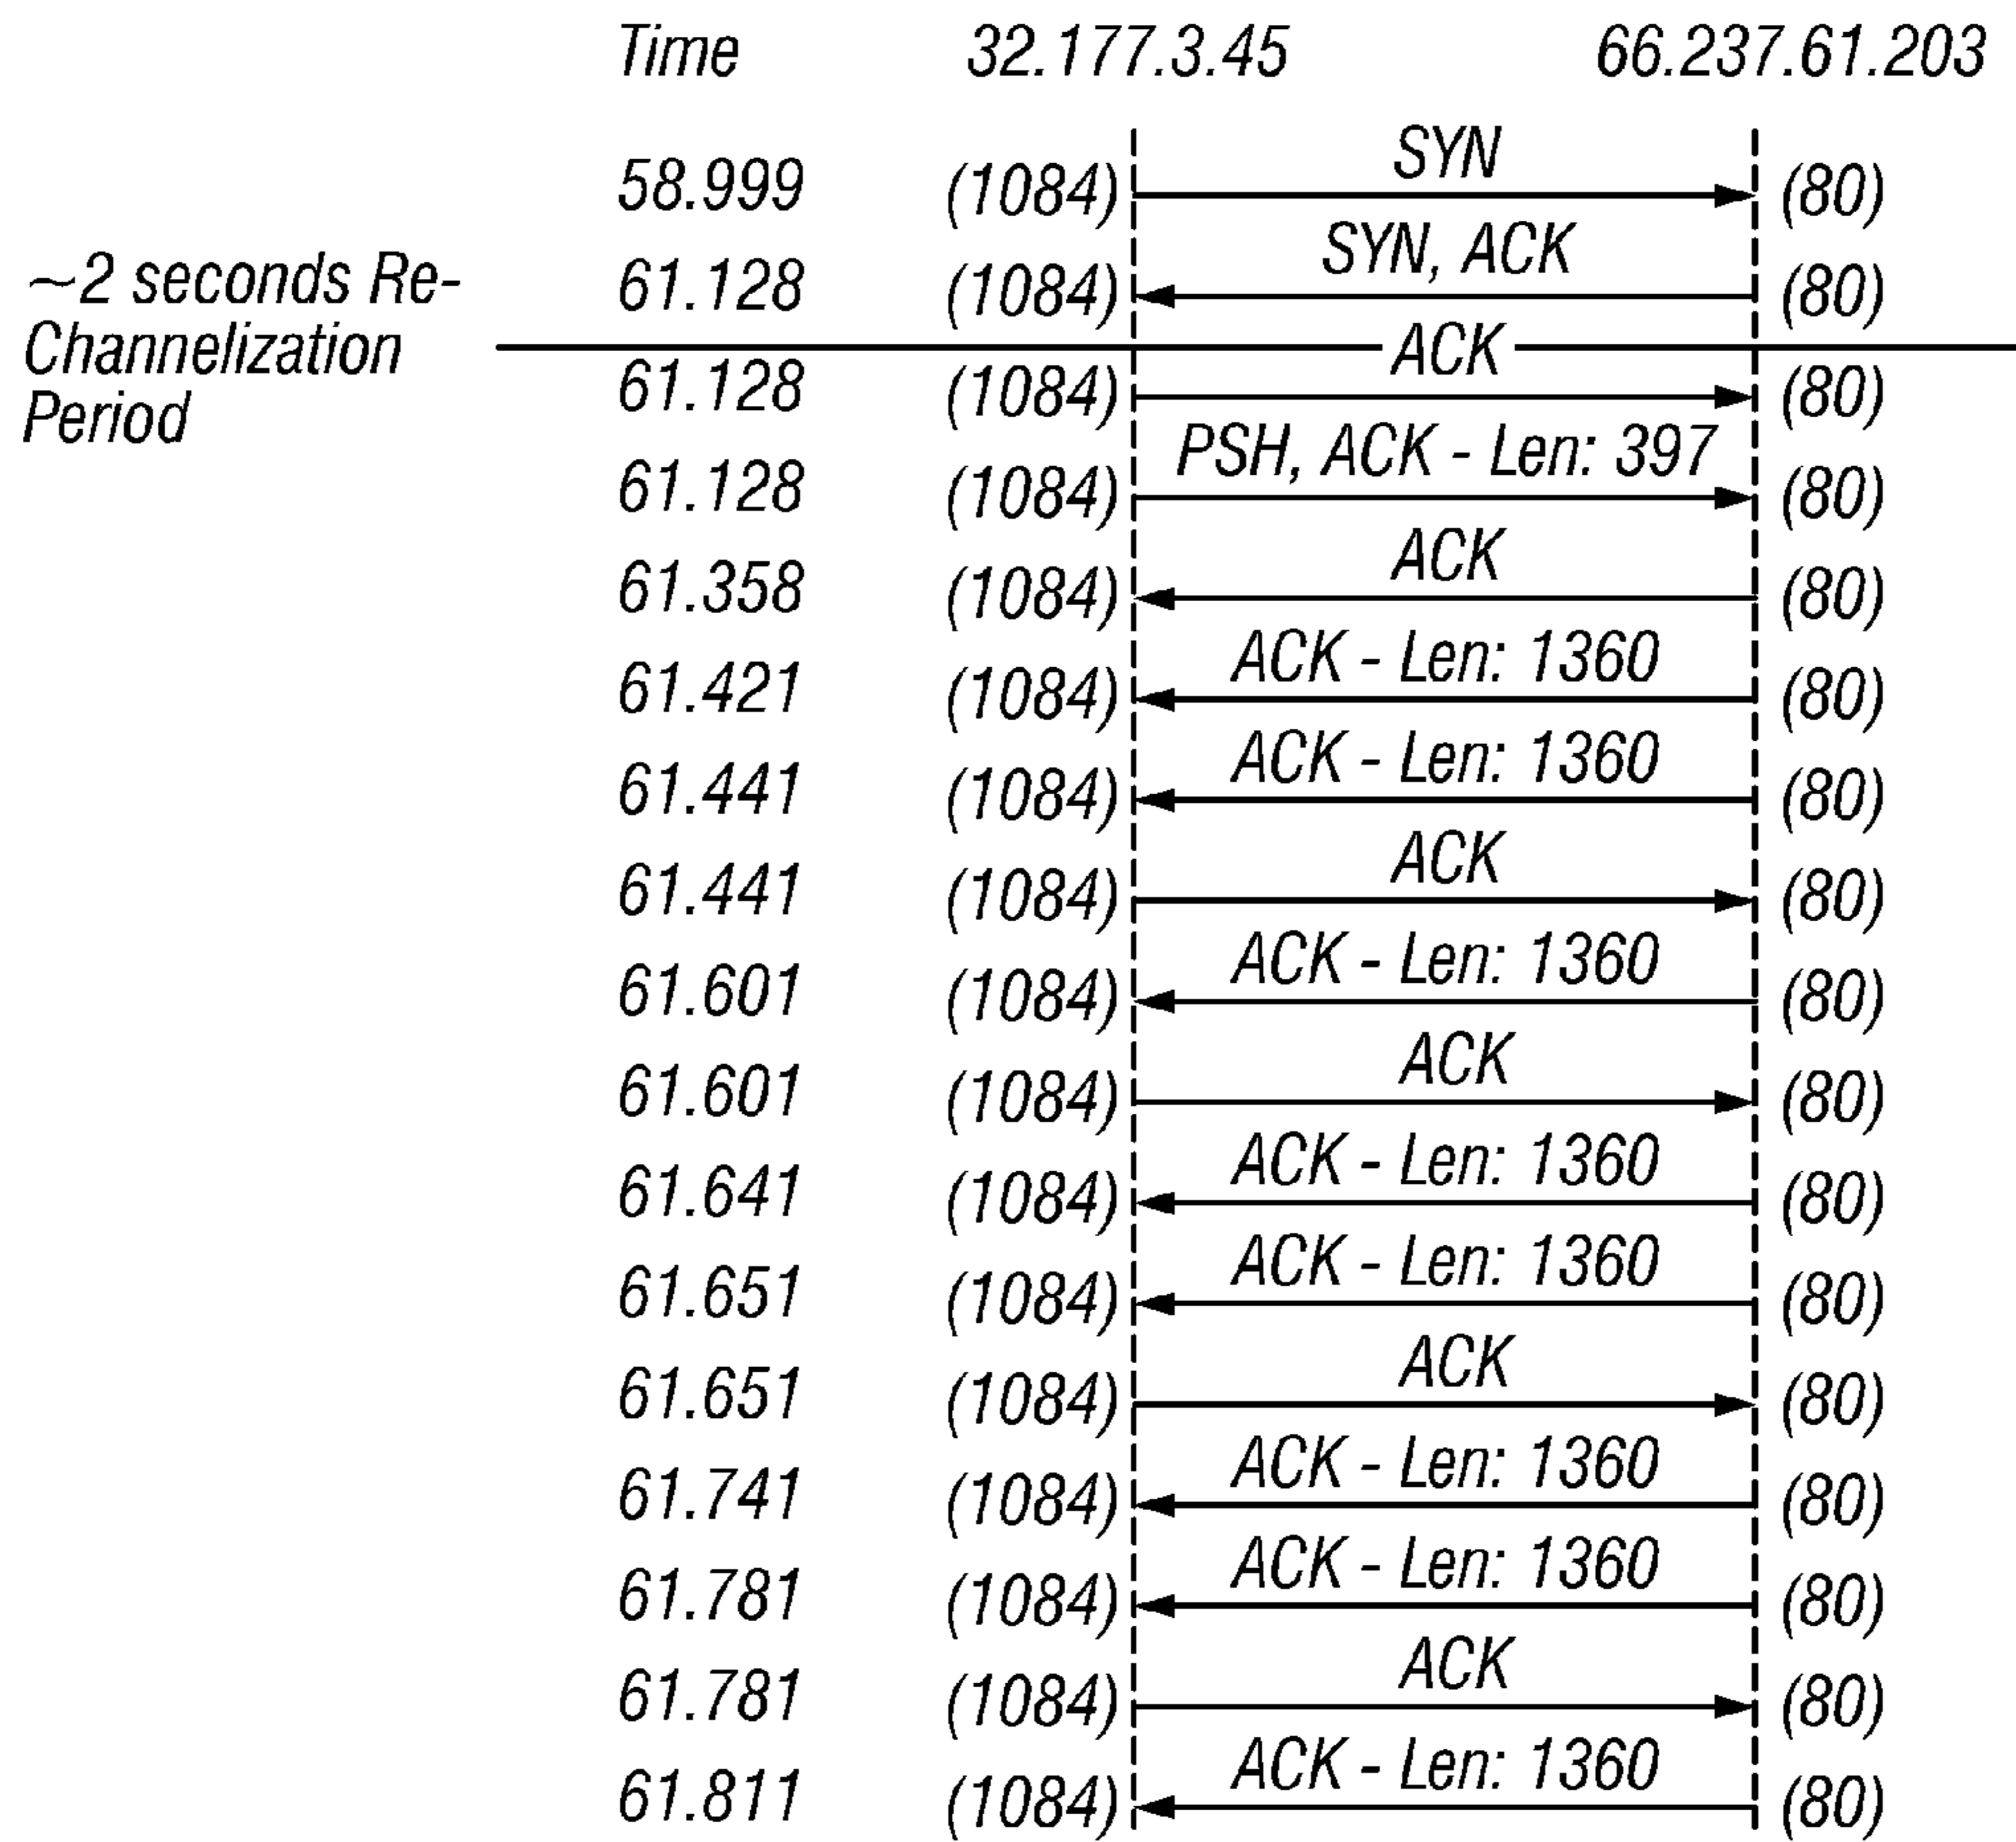 Time 32.177.3.45 66.237.61.203
SYN
58.999 (1084) (80)
SYN, ACK
~2 seconds Re-
61.128 (1084) (80)
Channelization
ACK
61.128 (1084) (80)
Period
PSH, ACK - Len: 397
61.128 (1084) (80)
ACK
61.358 (1084) (80)
ACK - Len: 1360
61.421 (1084) (80)
ACK - Len: 1360
61.441 (1084) (80)
ACK
61.441 (1084) (80)
ACK - Len: 1360
61.601 (1084) (80)
ACK
61.601 (1084) (80)
ACK - Len: 1360
61.641 (1084) (80)
ACK - Len: 1360
61.651 (1084) (80)
ACK
61.651 (1084) (80)
ACK - Len: 1360
61.741 (1084) (80)
ACK - Len: 1360
61.781 (1084) (80)
ACK
61.781 (1084) (80)
ACK - Len: 1360
61.811 (1084) (80)